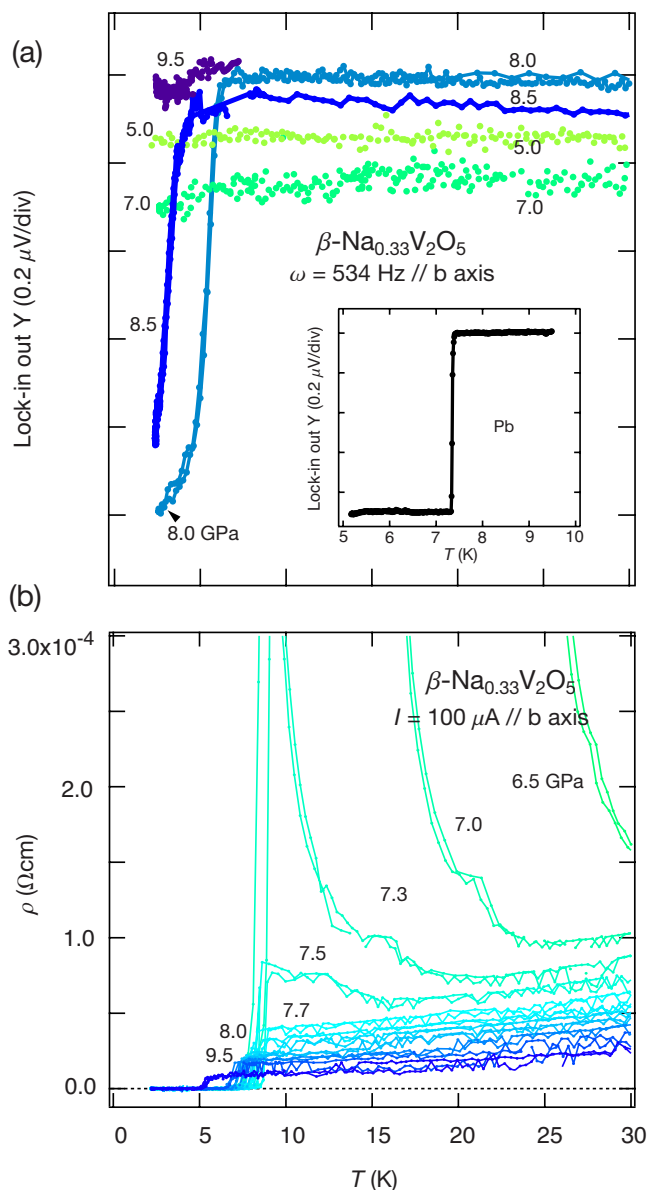 (a)
9.5
8.0
8.5
5.0
5.0
7.0
7.0
β-Na0.33V2O5
ω = 534 Hz // b axis
8.5
8.0 GPa
Lock-in out Y (0.2 μV/div)
Lock-in out Y (0.2 μV/div)
Pb
5 6 7 8 9 10
T (K)
(b)
3.0x10-4
2.0
1.0
0.0
ρ (Ωcm)
β-Na0.33V2O5
I = 100 μA // b axis
6.5 GPa
7.0
7.3
7.5
7.7
8.0
9.5
0 5 10 15 20 25 30
T (K)